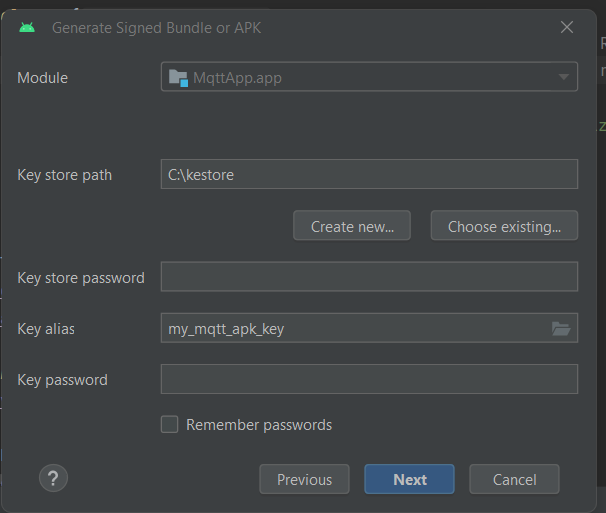 Generate Signed Bundle or APK
Module
MqttApp.app
Key store path
C:\kestore
Create new...
Choose existing...
Key store password
Key alias
my_mqtt_apk_key
Key password
Remember passwords
?
Previous
Next
Cancel